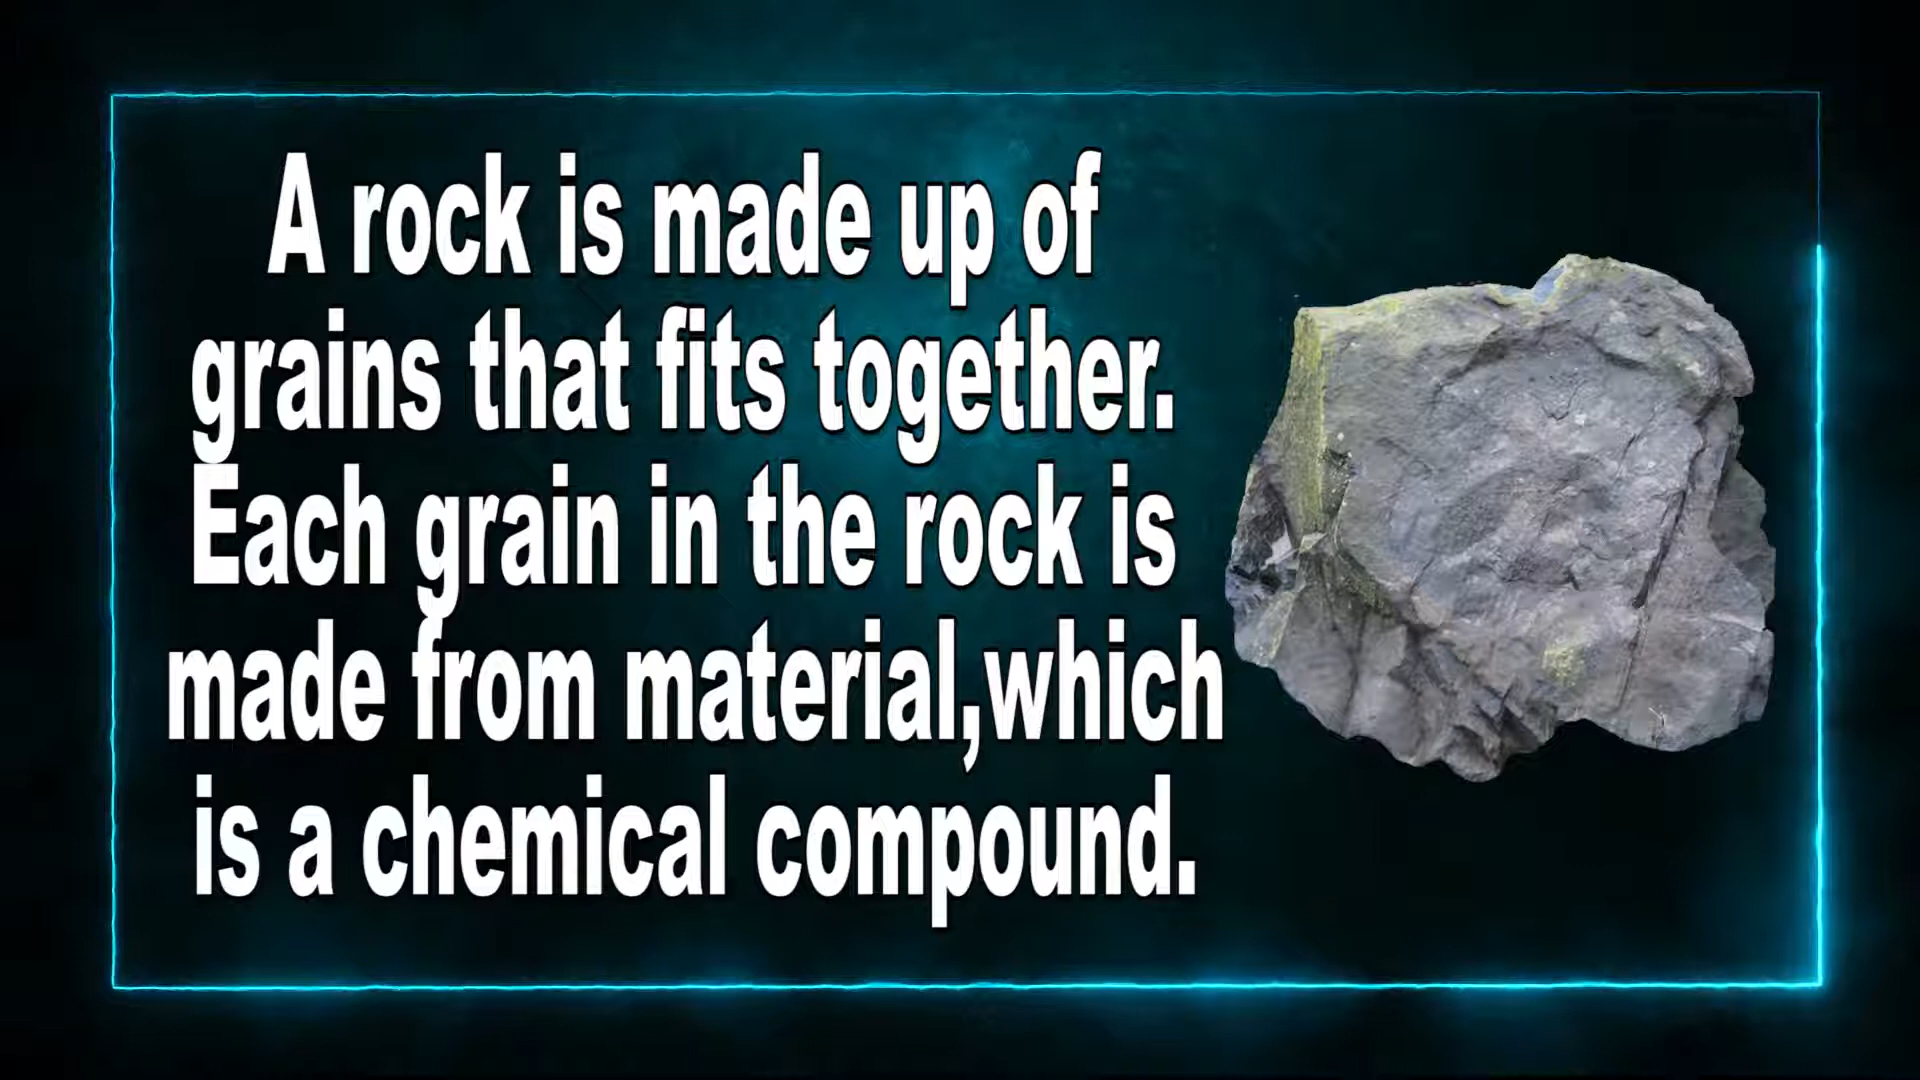 A rock is made up of
grains that fits together.
Each grain in the rock is
made from material,which
is a chemical compound.